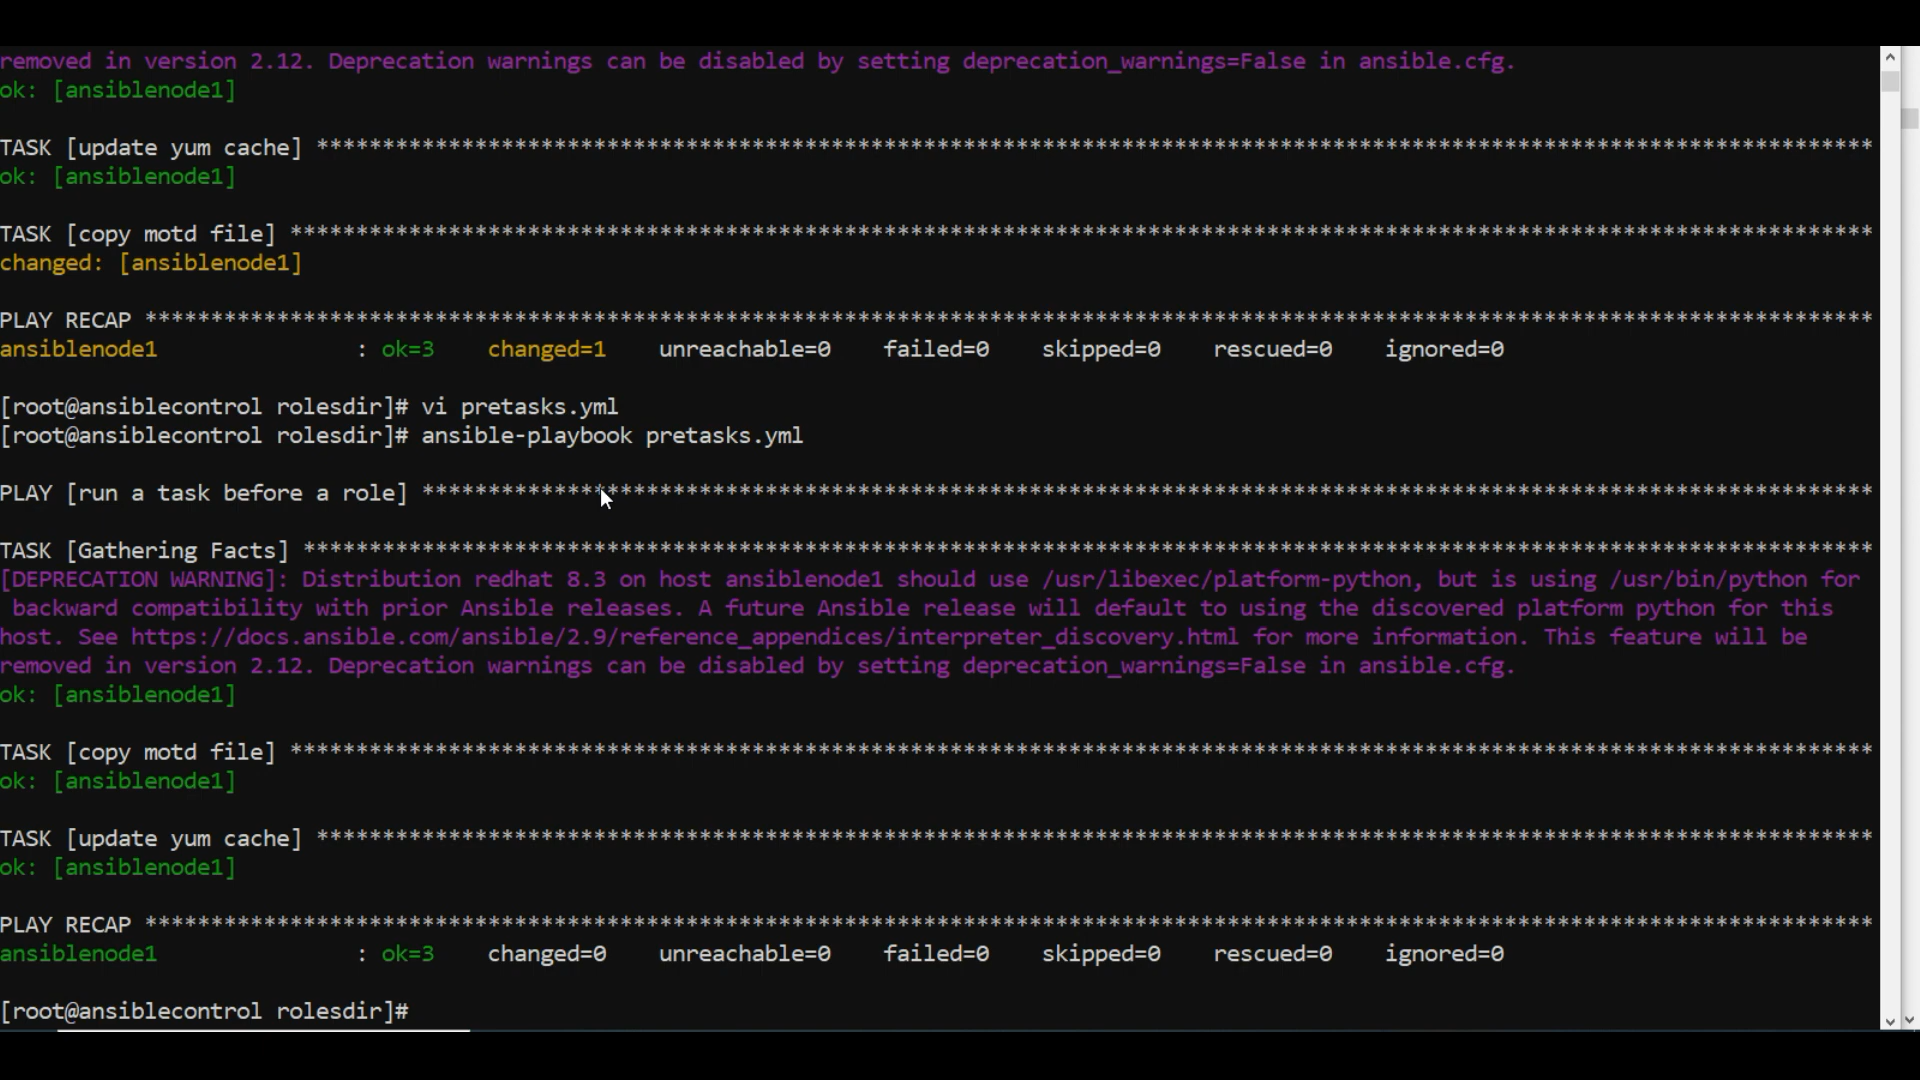 removed in version 2.12. Deprecation warnings can be disabled by setting deprecation_warnings=False in ansible.cfg.
ok: [ansiblenode1]
TASK [update yum cache] **********************************************************************************************************************
ok: [ansiblenode1]
TASK [copy motd file] ************************************************************************************************************************
changed: [ansiblenode1]
PLAY RECAP ***********************************************************************************************************************************
ansiblenode1               : ok=3    changed=1    unreachable=0    failed=0    skipped=0    rescued=0    ignored=0
[root@ansiblecontrol rolesdir]# vi pretasks.yml
[root@ansiblecontrol rolesdir]# ansible-playbook pretasks.yml
PLAY [run a task before a role] **************************************************************************************************************
TASK [Gathering Facts] ***********************************************************************************************************************
[DEPRECATION WARNING]: Distribution redhat 8.3 on host ansiblenode1 should use /usr/libexec/platform-python, but is using /usr/bin/python for
 backward compatibility with prior Ansible releases. A future Ansible release will default to using the discovered platform python for this
host. See https://docs.ansible.com/ansible/2.9/reference_appendices/interpreter_discovery.html for more information. This feature will be
removed in version 2.12. Deprecation warnings can be disabled by setting deprecation_warnings=False in ansible.cfg.
ok: [ansiblenode1]
TASK [copy motd file] ************************************************************************************************************************
ok: [ansiblenode1]
TASK [update yum cache] **********************************************************************************************************************
ok: [ansiblenode1]
PLAY RECAP ***********************************************************************************************************************************
ansiblenode1               : ok=3    changed=0    unreachable=0    failed=0    skipped=0    rescued=0    ignored=0
[root@ansiblecontrol rolesdir]#